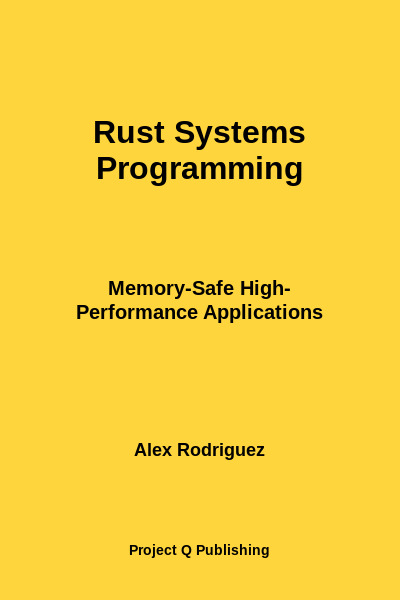 Rust Systems
Programming
Memory-Safe High-
Performance Applications
Alex Rodriguez
Project Q Publishing